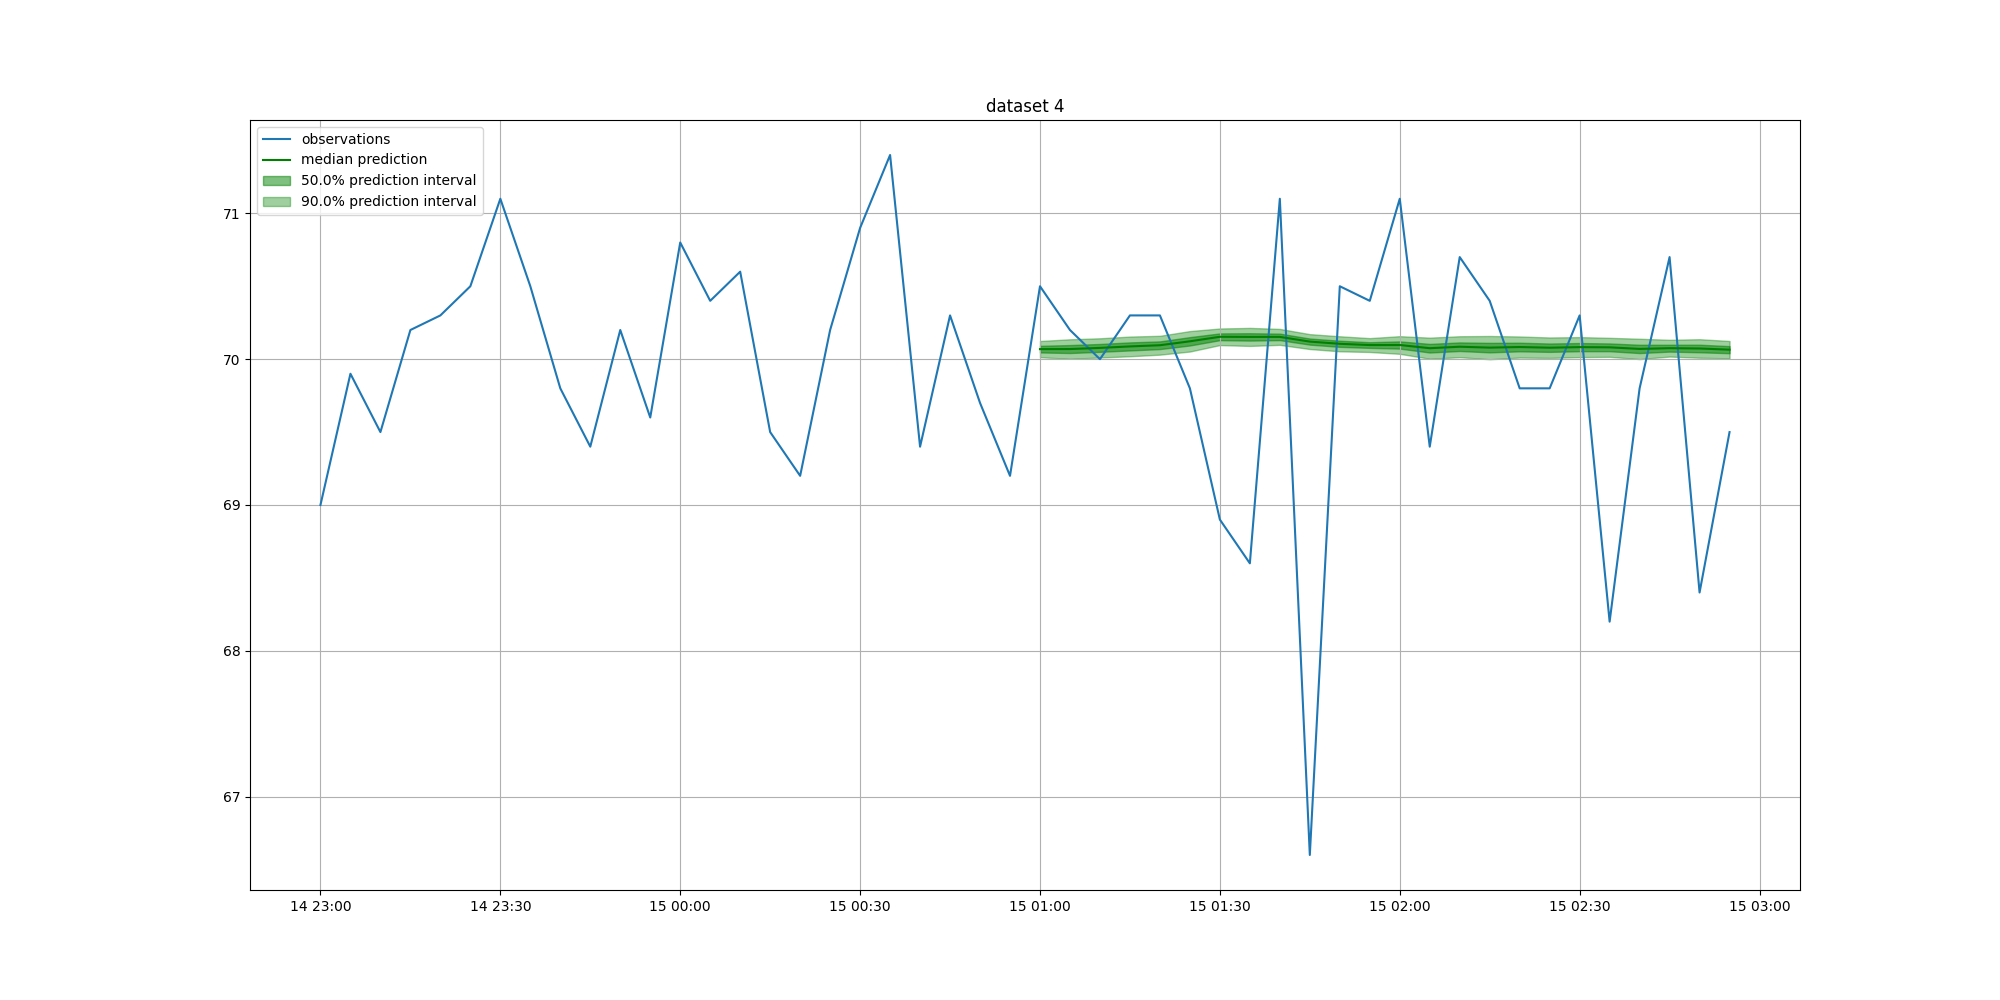 dataset 4
observations
median prediction
50.0% prediction interval
90.0% prediction interval
71
70
69
68
67
14 23:00 14 23:30 15 00:00 15 00:30 15 01:00 15 01:30 15 02:00 15 02:30 15 03:00